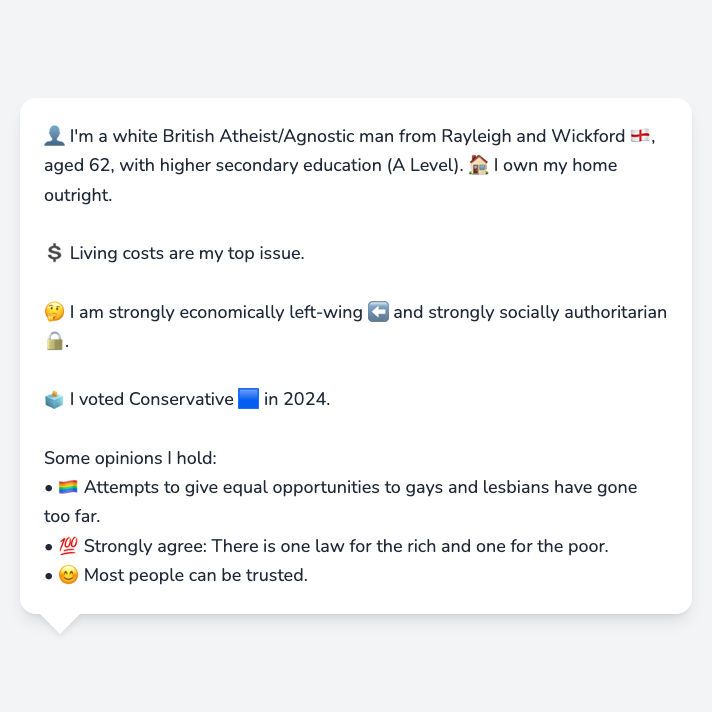 👤 I'm a white British Atheist/Agnostic man from Rayleigh and Wickford 🏴󠁧󠁢󠁥󠁮󠁧󠁿,
aged 62, with higher secondary education (A Level). 🏠 I own my home
outright.
💲 Living costs are my top issue.
🤔 I am strongly economically left-wing ⬅️ and strongly socially authoritarian
🔒.
🗳️ I voted Conservative 🟦 in 2024.
Some opinions I hold:
• 🏳️‍🌈 Attempts to give equal opportunities to gays and lesbians have gone
too far.
• 💯 Strongly agree: There is one law for the rich and one for the poor.
• 😊 Most people can be trusted.